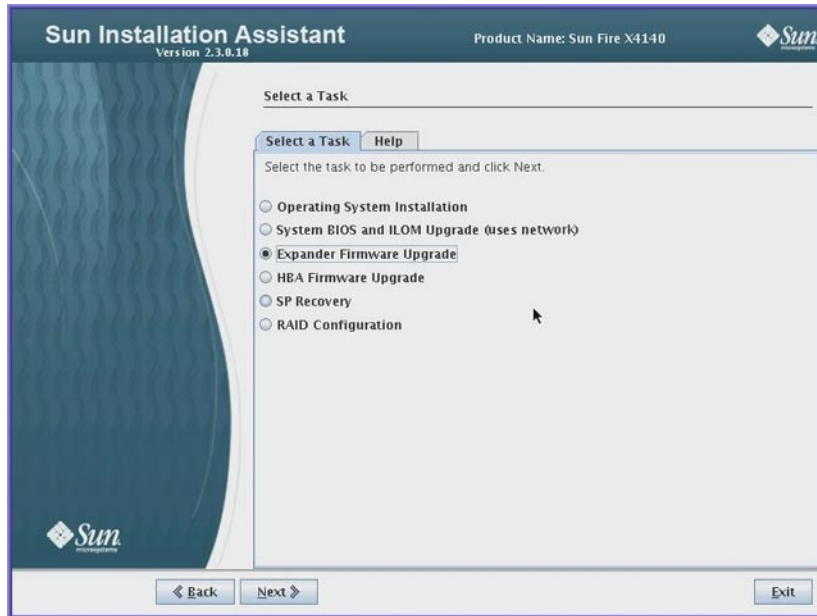 Sun Installation Assistant
Version 2.3.0.18
Product Name: Sun Fire X4140
Sun
microsystems
Select a Task
Select a Task
Help
Select the task to be performed and click Next.
Operating System Installation
System BIOS and ILOM Upgrade (uses network)
Expander Firmware Upgrade
HBA Firmware Upgrade
SP Recovery
RAID Configuration
Sun
microsystems
Back
Next
Exit